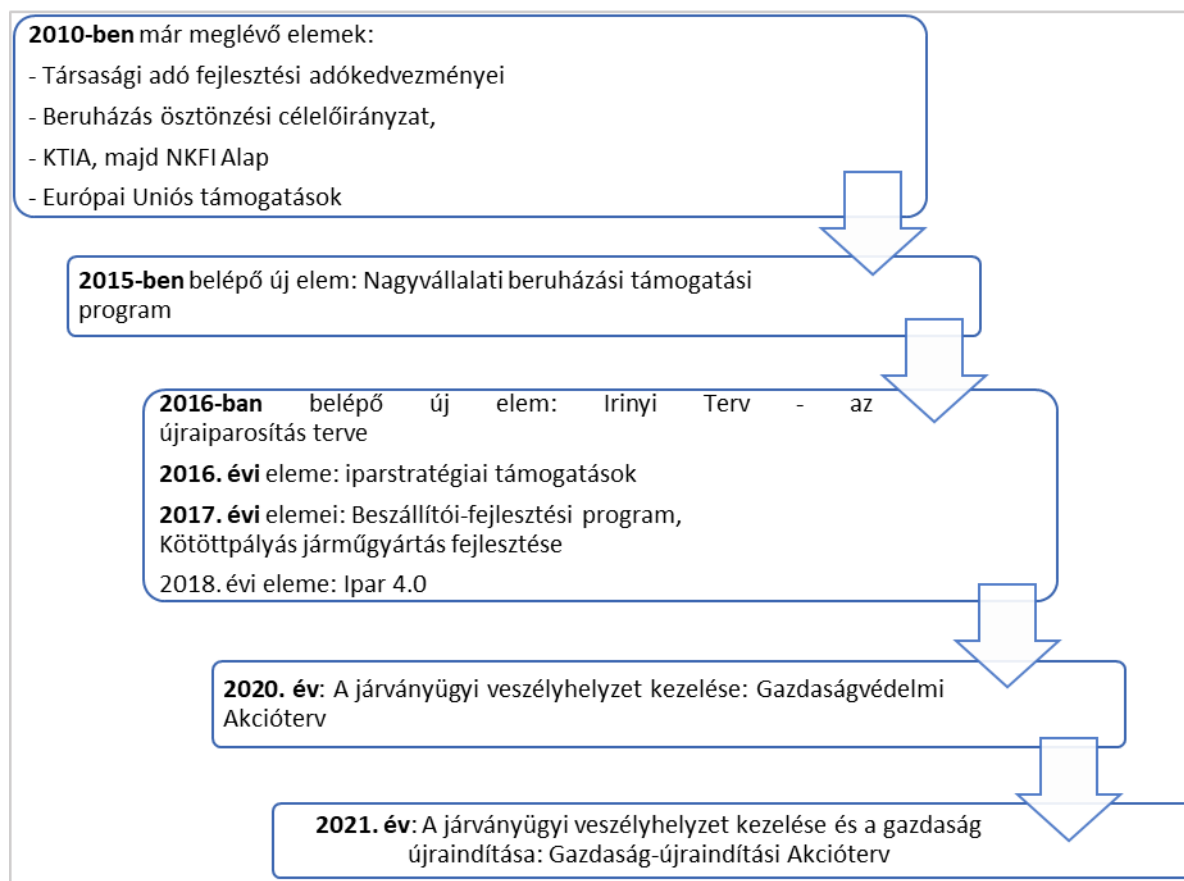 2010-ben már meglévő elemek:
- Társasági adó fejlesztési adókedvezményei
- Beruházás ösztönzési célelőirányzat,
- KTIA, majd NKFI Alap
- Európai Uniós támogatások
2015-ben belépő új elem: Nagyvállalati beruházási támogatási
program
2016-ban belépő új elem: Irinyi Terv - az
újraiparosítás terve
2016. évi eleme: iparstratégiai támogatások
2017. évi elemei: Beszállítói-fejlesztési program,
Kötöttpályás járműgyártás fejlesztése
2018. évi eleme: Ipar 4.0
2020. év: A járványügyi veszélyhelyzet kezelése: Gazdaságvédelmi
Akcióterv
2021. év: A járványügyi veszélyhelyzet kezelése és a gazdaság
újraindítása: Gazdaság-újraindítási Akcióterv